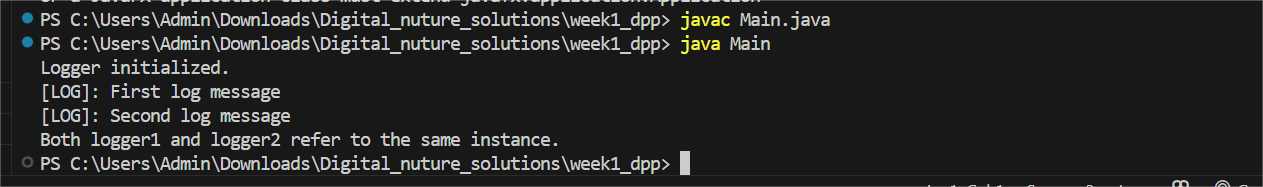 PS C:\Users\Admin\Downloads\Digital_nuture_solutions\week1_dpp> javac Main.java
PS C:\Users\Admin\Downloads\Digital_nuture_solutions\week1_dpp> java Main
Logger initialized.
[LOG]: First log message
[LOG]: Second log message
Both logger1 and logger2 refer to the same instance.
PS C:\Users\Admin\Downloads\Digital_nuture_solutions\week1_dpp>